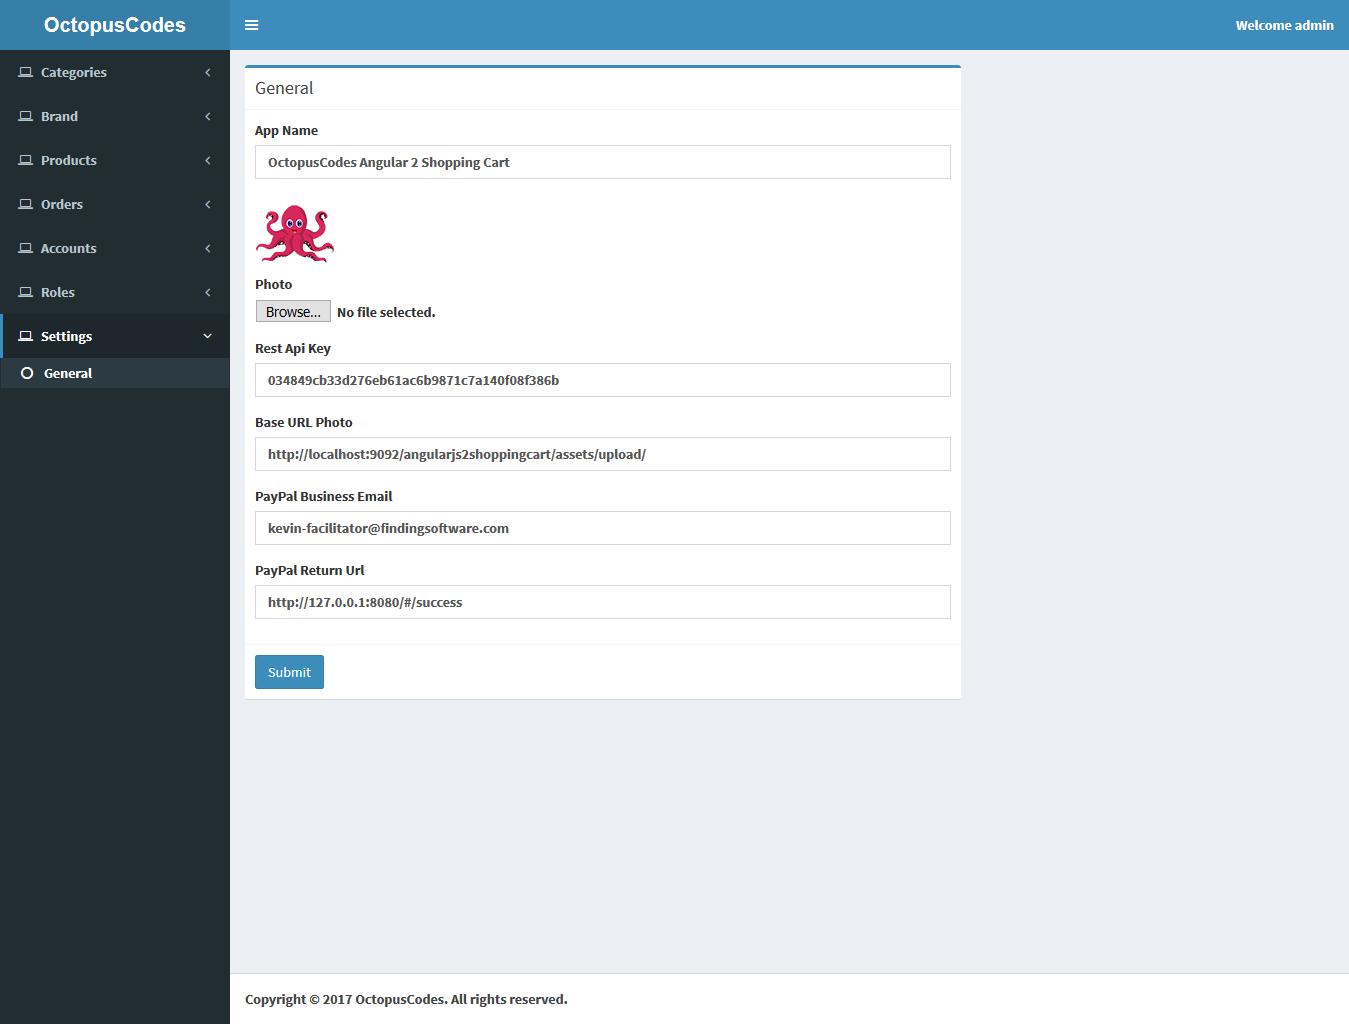 OctopusCodes
Welcome admin
Categories
Brand
Products
Orders
Accounts
Roles
Settings
General
General
App Name
OctopusCodes Angular 2 Shopping Cart
Photo
Browse... No file selected.
Rest Api Key
034849cb33d276eb61ac6b9871c7a140f08f386b
Base URL Photo
http://localhost:9092/angularjs2shoppingcart/assets/upload/
PayPal Business Email
kevin-facilitator@findingsoftware.com
PayPal Return Url
http://127.0.0.1:8080/#/success
Submit
Copyright © 2017 OctopusCodes. All rights reserved.